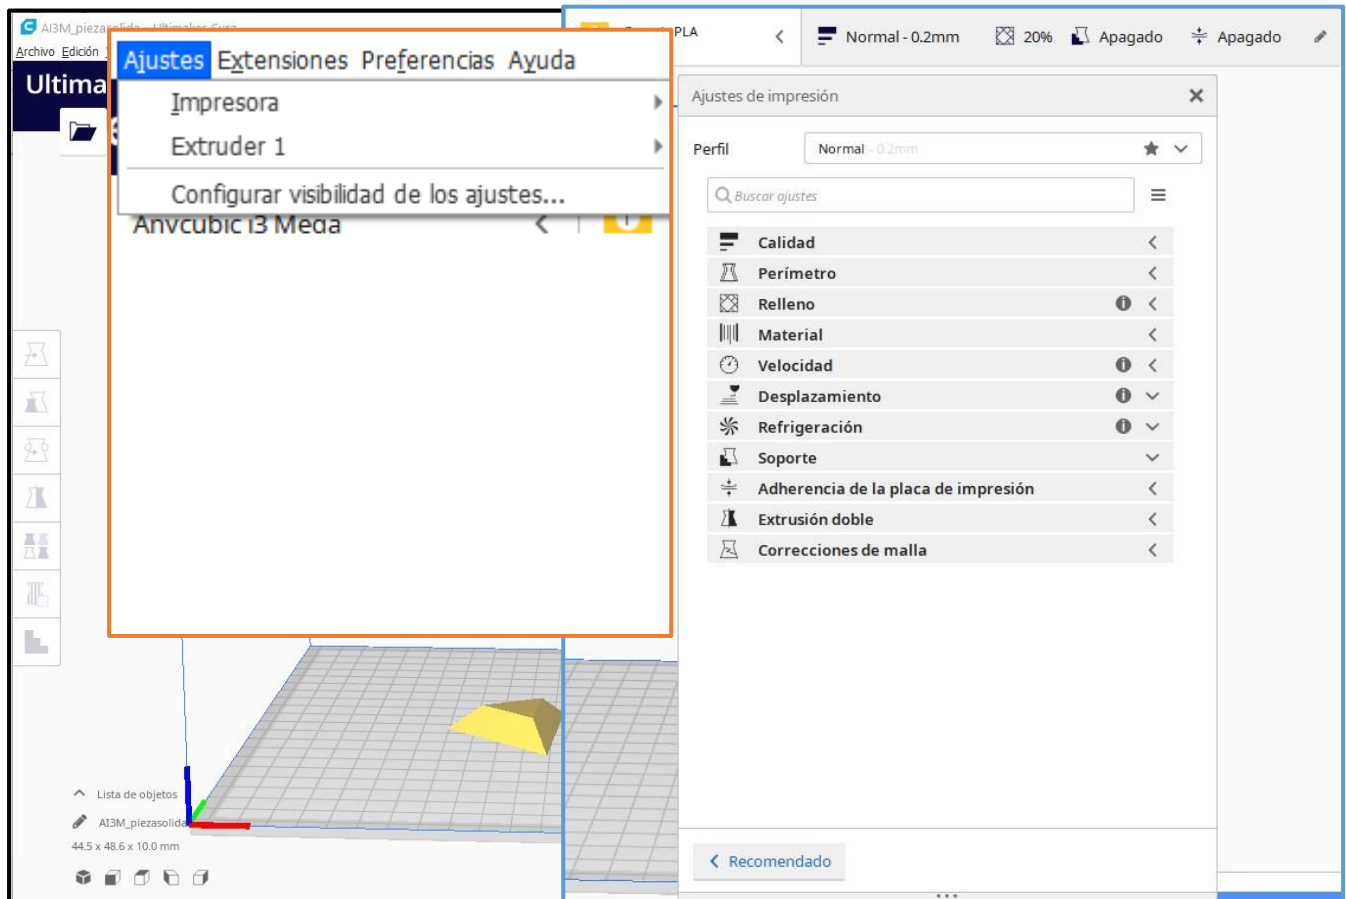 AI3M_pieza
Archivo Edición
Ultima
Ajustes Extensiones Preferencias Ayuda
Impresora
Extruder 1
Configurar visibilidad de los ajustes...
Anycubic i3 Mega
PLA
Normal - 0.2mm
20%
Apagado
Apagado
Ajustes de impresión
Perfil
Normal - 0.2mm
Buscar ajustes
Calidad
Perímetro
Relleno
Material
Velocidad
Desplazamiento
Refrigeración
Soporte
Adherencia de la placa de impresión
Extrusión doble
Correcciones de malla
Lista de objetos
AI3M_piezasolida
44.5 x 48.6 x 10.0 mm
Recomendado